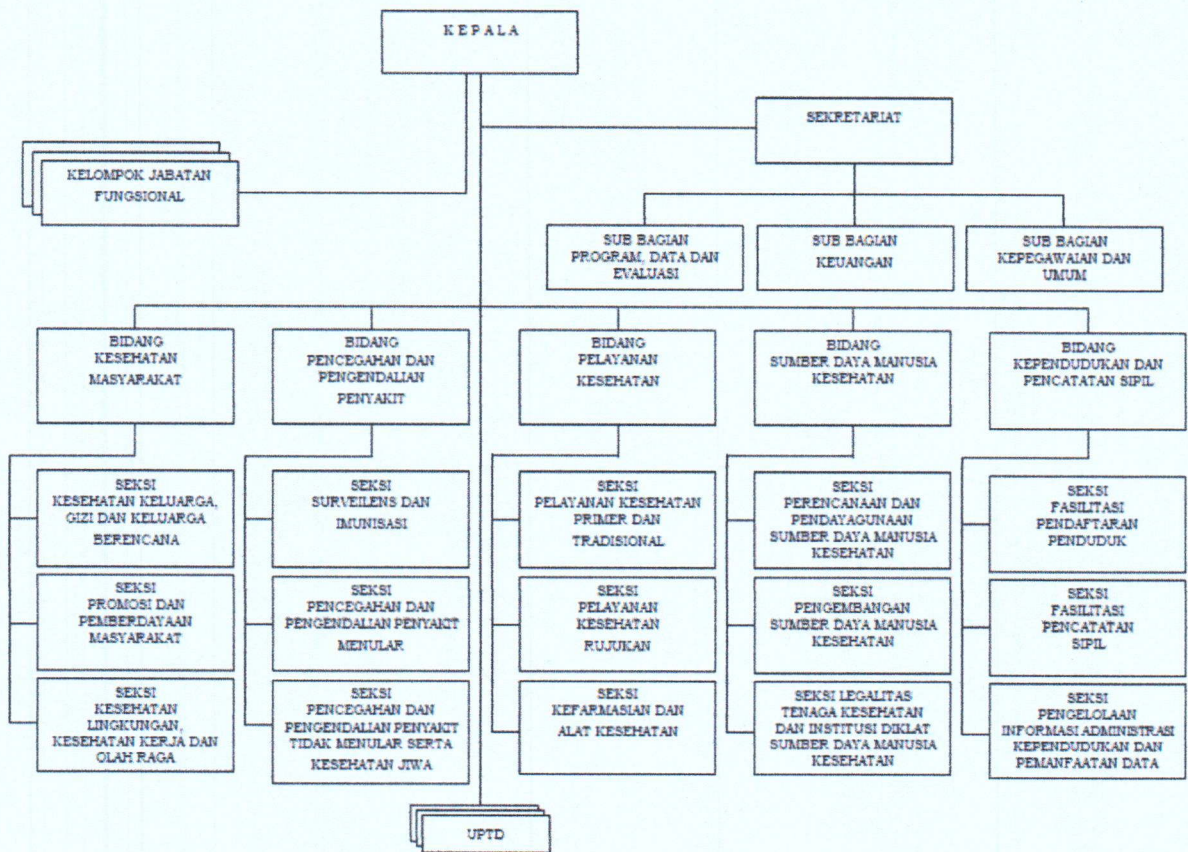 KEPALA
SEKRETARIAT
KELOMPOK JABATAN
FUNGSIONAL
SUB BAGIAN
PROGRAM, DATA DAN
EVALUASI
SUB BAGIAN
KEUANGAN
SUB BAGIAN
KEPEGAWAIAN DAN
UMUM
BIDANG
KESEHATAN
MASYARAKAT
BIDANG
PENCEGAHAN DAN
PENGENDALIAN
PENYAKIT
BIDANG
PELAYANAN
KESEHATAN
BIDANG
SUMBER DAYA MANUSIA
KESEHATAN
BIDANG
KEPENDUDUKAN DAN
PENCATATAN SIPIL
SEKSI
KESEHATAN KELUARGA,
GIZI DAN KELUARGA
BERENCANA
SEKSI
SURVEILENS DAN
IMUNISASI
SEKSI
PELAYANAN KESEHATAN
PRIMER DAN
TRADISIONAL
SEKSI
PERENCANAAN DAN
PENDAYAGUNAAN
SUMBER DAYA MANUSIA
KESEHATAN
SEKSI
FASILITASI
PENDAFTARAN
PENDUDUK
SEKSI
PROMOSI DAN
PEMBERDAYAAN
MASYARAKAT
SEKSI
PENCEGAHAN DAN
PENGENDALIAN PENYAKIT
MENULAR
SEKSI
PELAYANAN
KESEHATAN
RUJUKAN
SEKSI
PENGEMBANGAN
SUMBER DAYA MANUSIA
KESEHATAN
SEKSI
FASILITASI
PENCATATAN
SIPIL
SEKSI
KESEHATAN
LINGKUNGAN,
KESEHATAN KERJA DAN
OLAH RAGA
SEKSI
PENCEGAHAN DAN
PENGENDALIAN PENYAKIT
TIDAK MENULAR SERTA
KESEHATAN JIWA
SEKSI
KEFARMASIAN DAN
ALAT KESEHATAN
SEKSI LEGALITAS
TENAGA KESEHATAN
DAN INSTITUSI DIKLAT
SUMBER DAYA MANUSIA
KESEHATAN
SEKSI
PENGELOLAAN
INFORMASI ADMINISTRASI
KEPENDUDUKAN DAN
PEMANFAATAN DATA
UPTD